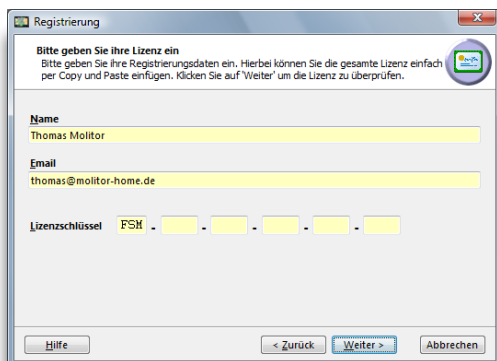 Registrierung
Bitte geben Sie ihre Lizenz ein
Bitte geben Sie ihre Registrierungsdaten ein. Hierbei können Sie die gesamte Lizenz einfach
per Copy und Paste einfügen. Klicken Sie auf 'Weiter' um die Lizenz zu überprüfen.
Name
Thomas Molitor
Email
thomas@molitor-home.de
Lizenzschlüssel FSM - - - - -
Hilfe < Zurück Weiter > Abbrechen